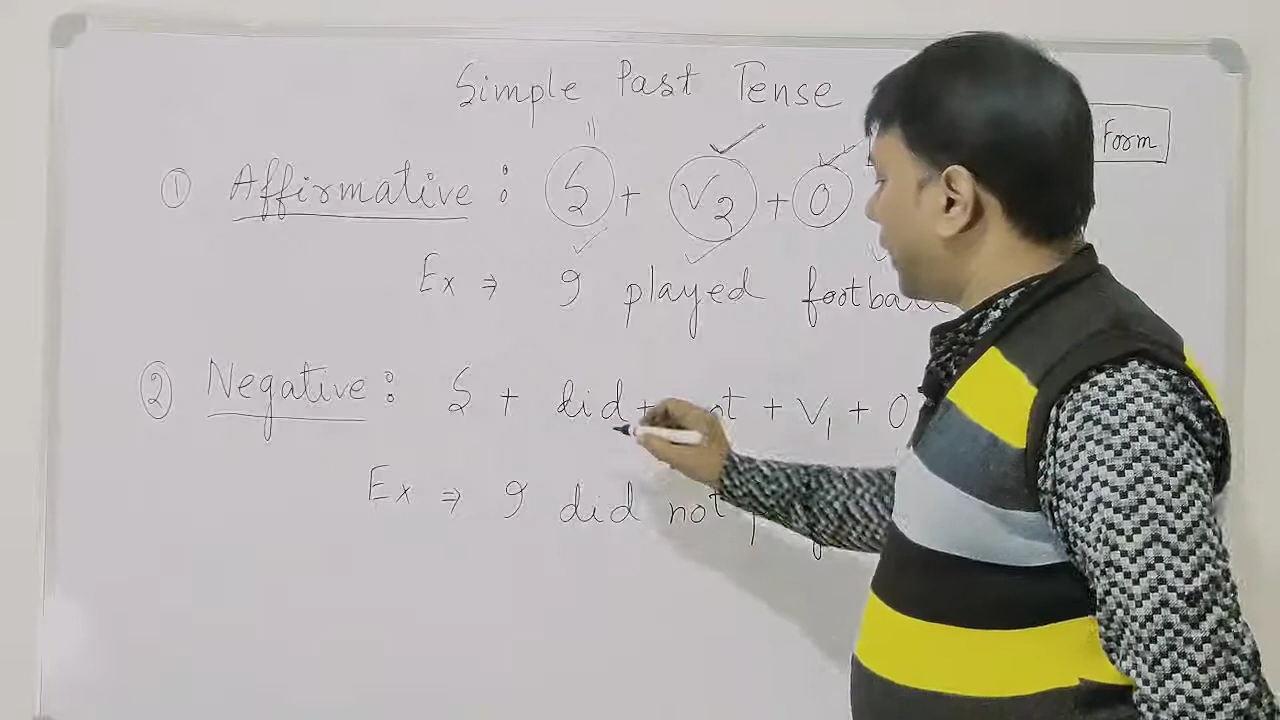 Simple Past Tense
Form
① Affirmative : S + V2 + O
Ex ⇒ I played football
② Negative : S + did + not + V1 + O
Ex ⇒ I did not